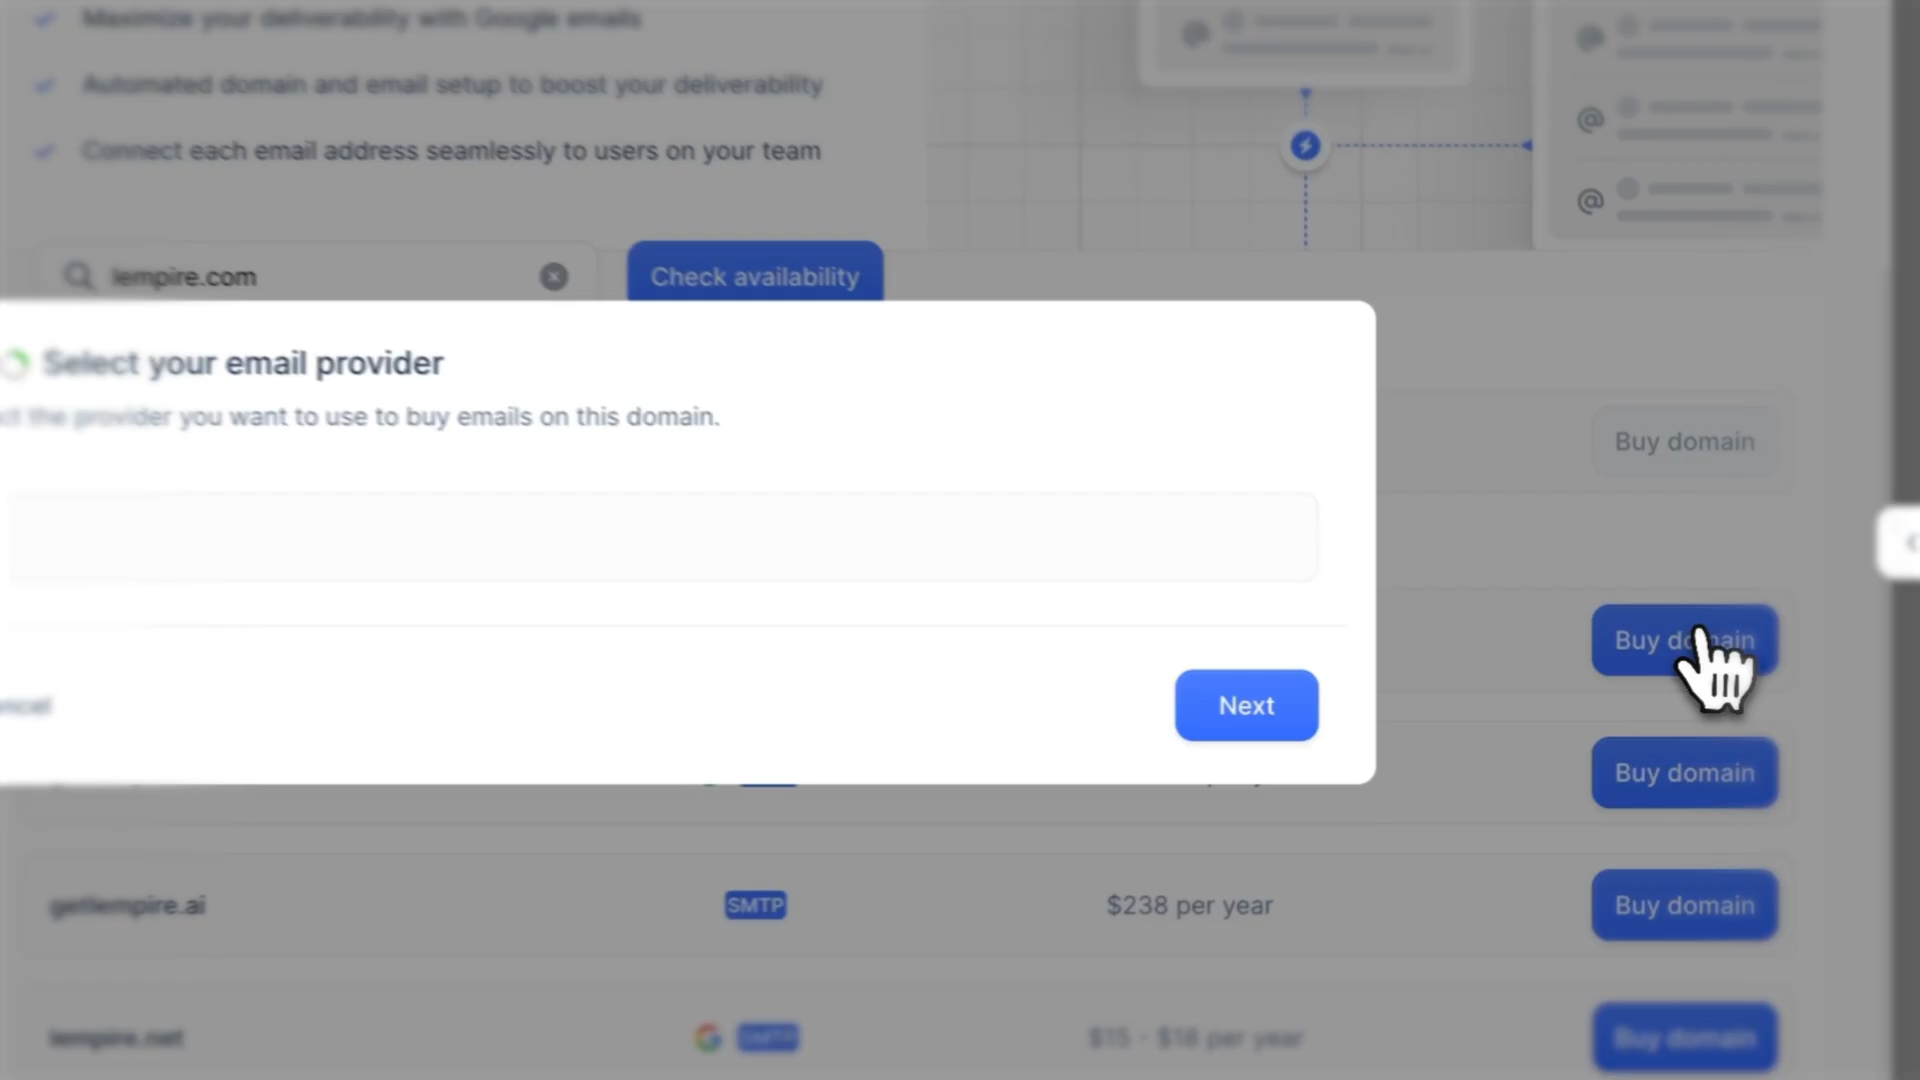 Maximize your deliverability with Google emails
Automated domain and email setup to boost your deliverability
Connect each email address seamlessly to users on your team
lempire.com
Check availability
Select your email provider
the provider you want to use to buy emails on this domain.
Buy domain
Buy domain
Next
Buy domain
getlempire.ai SMTP $238 per year Buy domain
lempire.net SMTP $15 - $18 per year Buy domain